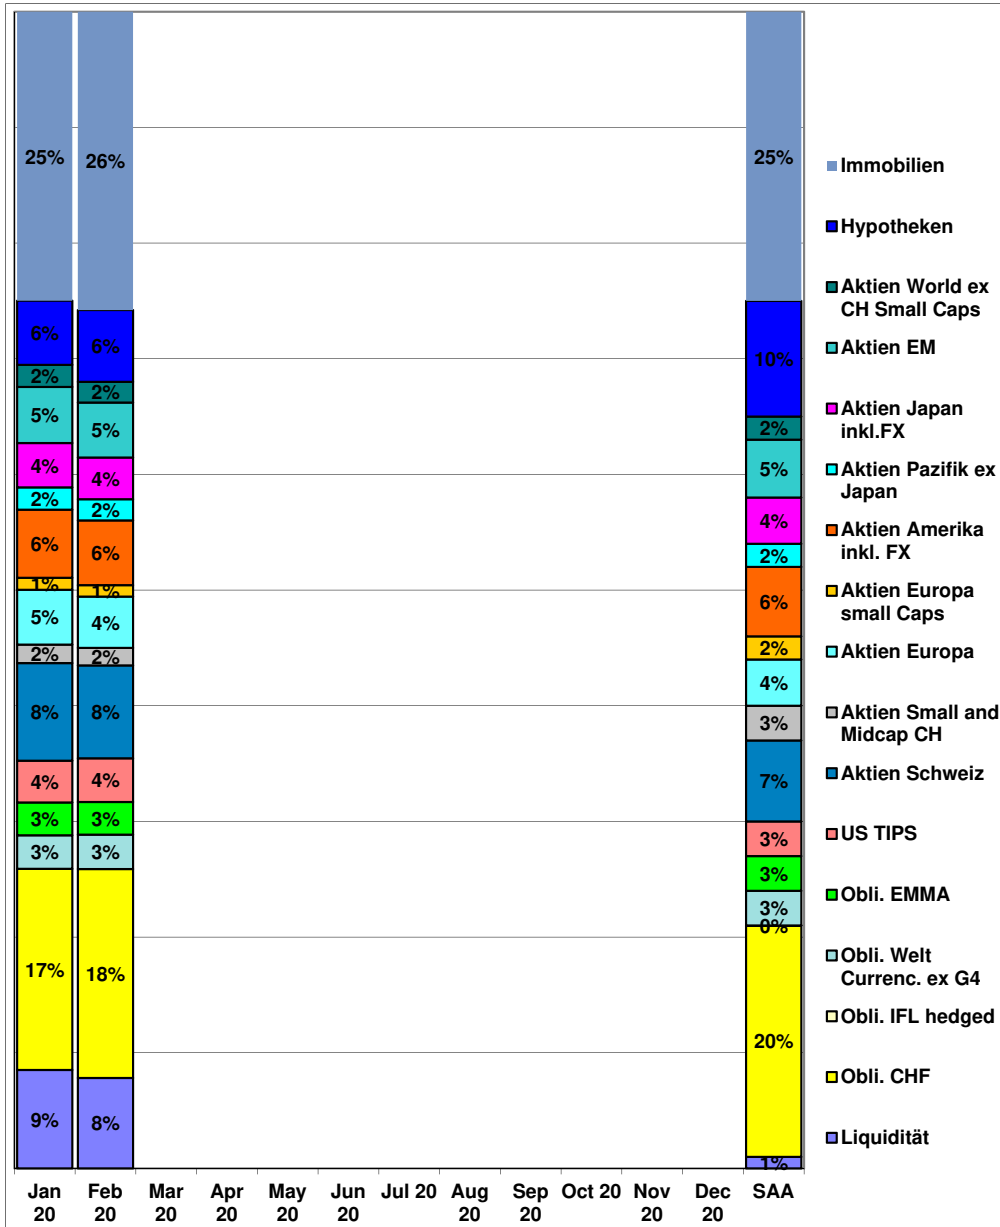 25%
6%
2%
5%
4%
2%
6%
1%
5%
2%
8%
4%
3%
3%
17%
9%
26%
6%
2%
5%
4%
2%
6%
1%
4%
2%
8%
4%
3%
3%
18%
8%
25%
10%
2%
5%
4%
2%
6%
2%
4%
3%
7%
3%
3%
3%
0%
20%
1%
Immobilien
Hypotheken
Aktien World ex
CH Small Caps
Aktien EM
Aktien Japan
inkl.FX
Aktien Pazifik ex
Japan
Aktien Amerika
inkl. FX
Aktien Europa
small Caps
Aktien Europa
Aktien Small and
Midcap CH
Aktien Schweiz
US TIPS
Obli. EMMA
Obli. Welt
Currenc. ex G4
Obli. IFL hedged
Obli. CHF
Liquidität
Jan
20
Feb
20
Mar
20
Apr
20
May
20
Jun
20
Jul 20
Aug
20
Sep
20
Oct 20
Nov
20
Dec
20
SAA